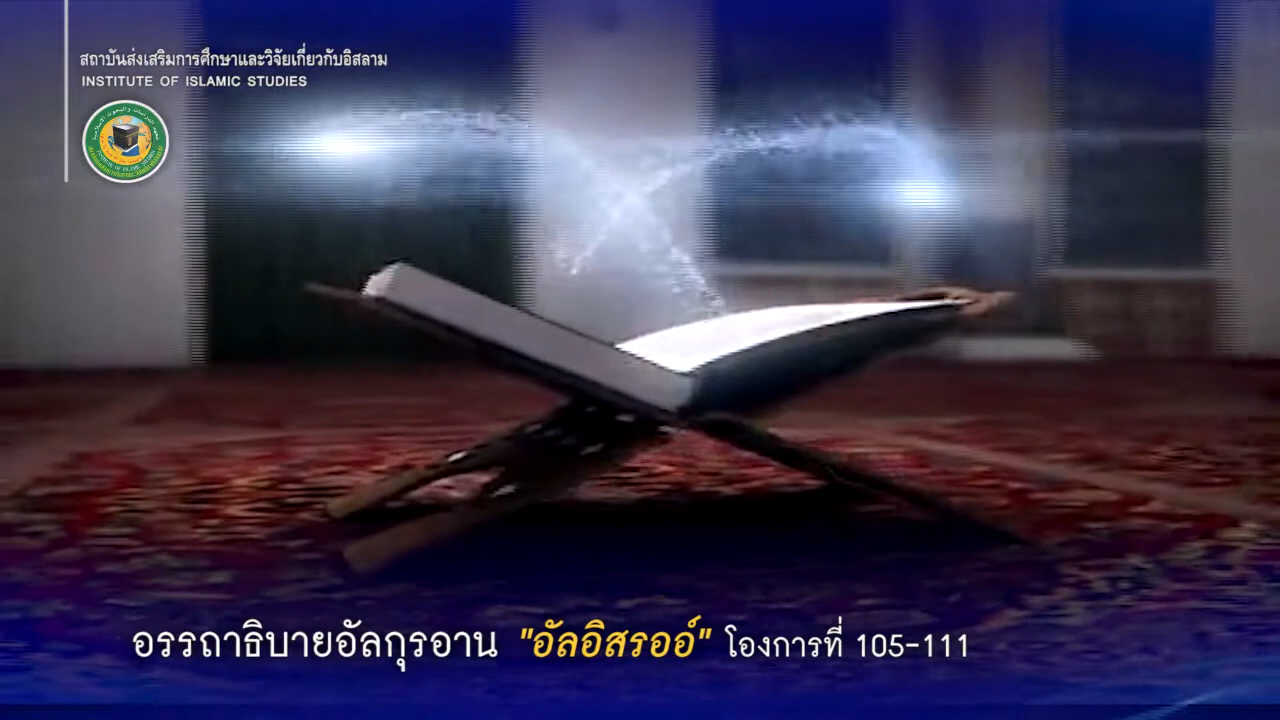 สถาบันส่งเสริมการศึกษาและวิจัยเกี่ยวกับอิสลาม
INSTITUTE OF ISLAMIC STUDIES
อรรถาธิบายอัลกุรอาน "อัลอิสรออ์" โองการที่ 105-111